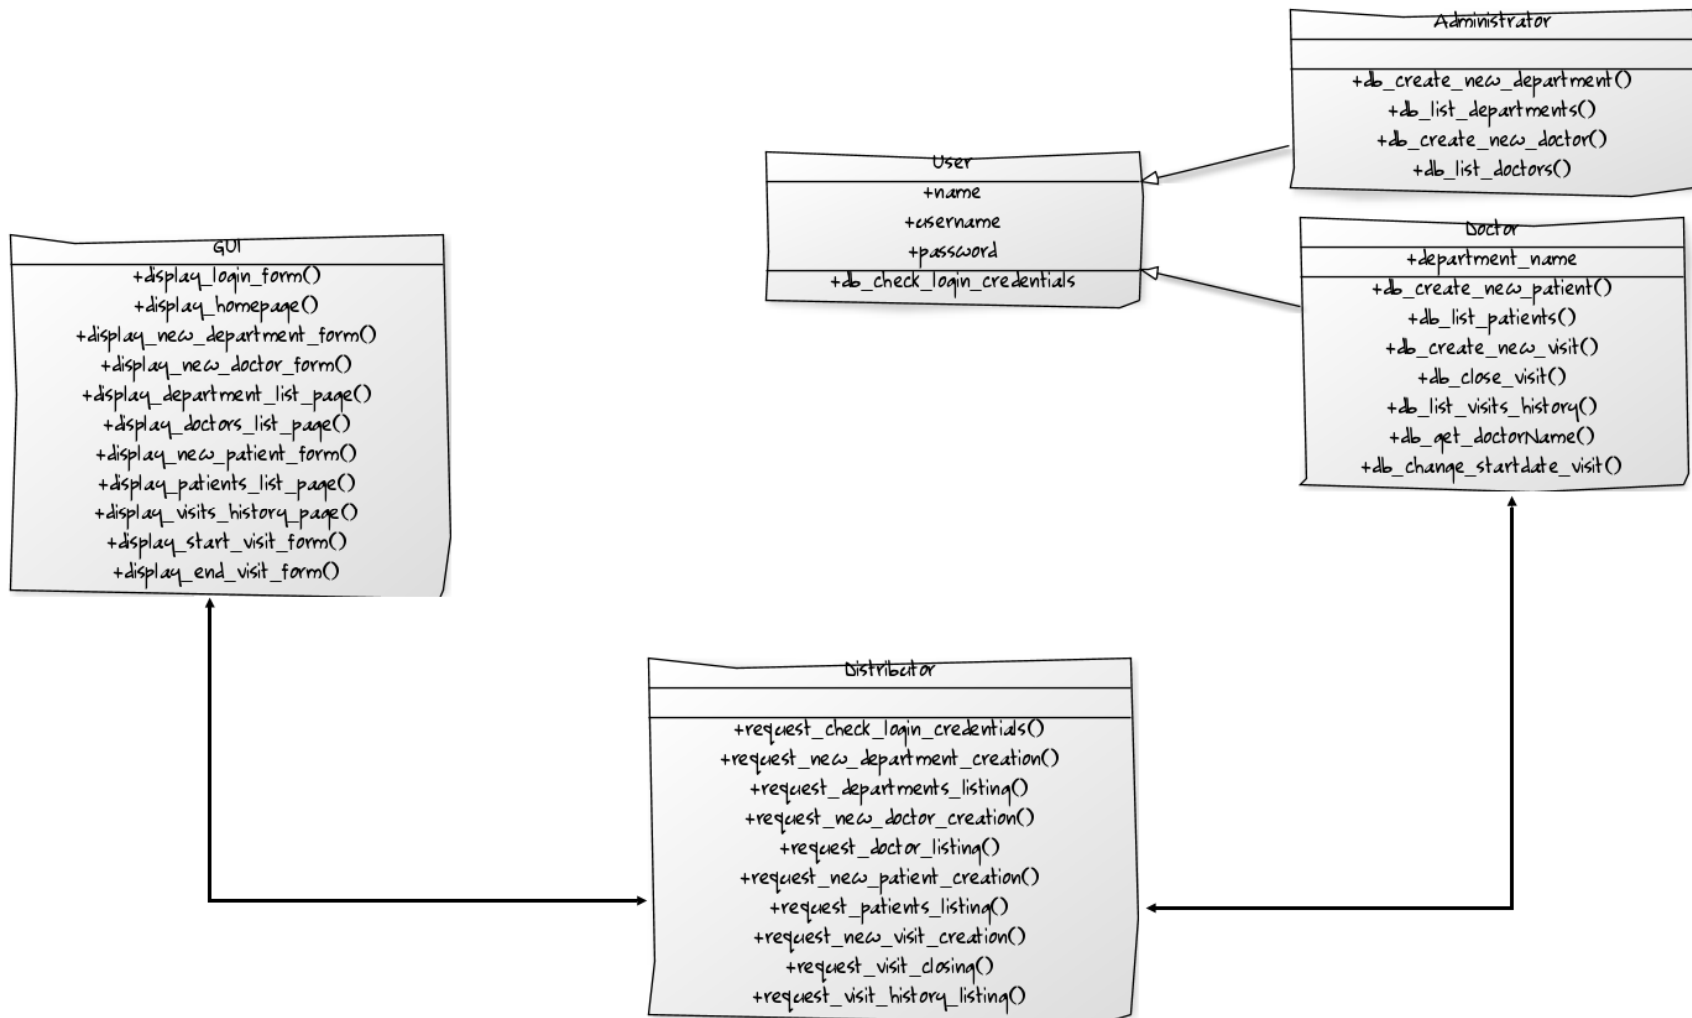 Administrator
+db_create_new_department()
+db_list_departments()
+db_create_new_doctor()
+db_list_doctors()
User
+name
+username
+password
+db_check_login_credentials
Doctor
+department_name
+db_create_new_patient()
+db_list_patients()
+db_create_new_visit()
+db_close_visit()
+db_list_visits_history()
+db_get_doctorName()
+db_change_startdate_visit()
GUI
+display_login_form()
+display_homepage()
+display_new_department_form()
+display_new_doctor_form()
+display_department_list_page()
+display_doctors_list_page()
+display_new_patient_form()
+display_patients_list_page()
+display_visits_history_page()
+display_start_visit_form()
+display_end_visit_form()
Distributor
+request_check_login_credentials()
+request_new_department_creation()
+request_departments_listing()
+request_new_doctor_creation()
+request_doctor_listing()
+request_new_patient_creation()
+request_patients_listing()
+request_new_visit_creation()
+request_visit_closing()
+request_visit_history_listing()